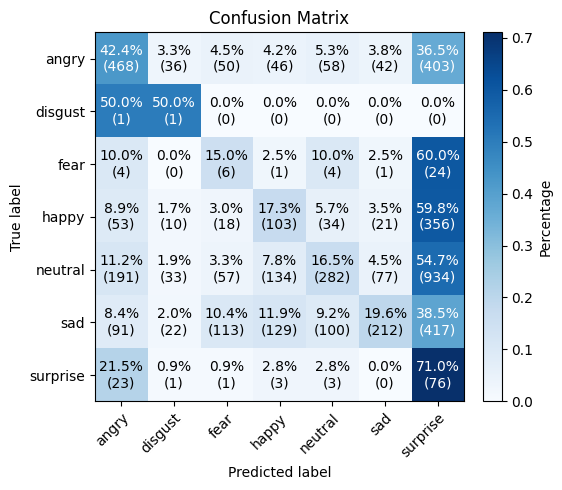 Confusion Matrix
angry 42.4% 3.3% 4.5% 4.2% 5.3% 3.8% 36.5%
(468) (36) (50) (46) (58) (42) (403)
disgust 50.0% 50.0% 0.0% 0.0% 0.0% 0.0% 0.0%
(1) (1) (0) (0) (0) (0) (0)
fear 10.0% 0.0% 15.0% 2.5% 10.0% 2.5% 60.0%
(4) (0) (6) (1) (4) (1) (24)
happy 8.9% 1.7% 3.0% 17.3% 5.7% 3.5% 59.8%
(53) (10) (18) (103) (34) (21) (356)
neutral 11.2% 1.9% 3.3% 7.8% 16.5% 4.5% 54.7%
(191) (33) (57) (134) (282) (77) (934)
sad 8.4% 2.0% 10.4% 11.9% 9.2% 19.6% 38.5%
(91) (22) (113) (129) (100) (212) (417)
surprise 21.5% 0.9% 0.9% 2.8% 2.8% 0.0% 71.0%
(23) (1) (1) (3) (3) (0) (76)
angry disgust fear happy neutral sad surprise
Predicted label
True label
0.7
0.6
0.5
0.4
0.3
0.2
0.1
0.0
Percentage